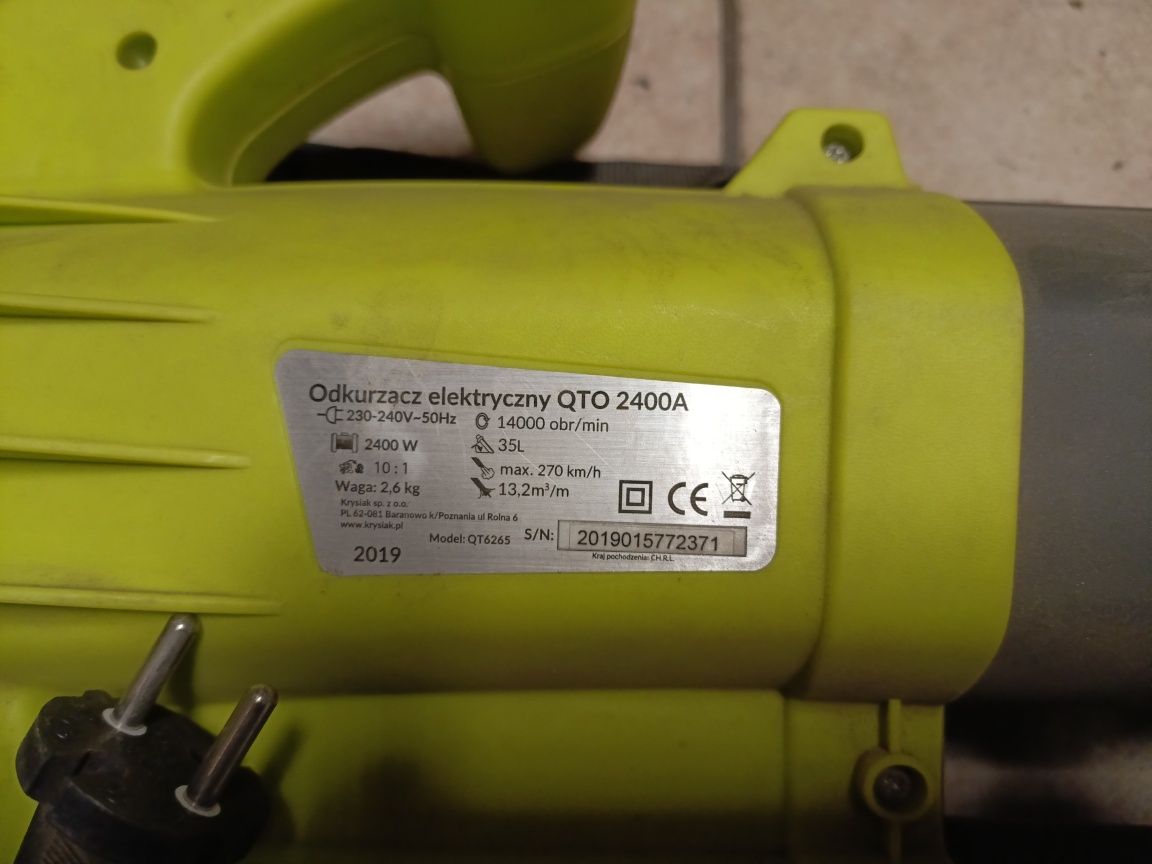 Odkurzącz elektryczny QTO 2400A
230-240V~50Hz
14000 obr/min
2400 W
35L
10 : 1
max. 270 km/h
Waga: 2,6 kg
13,2m³/m
CE
Krysiak sp. z o.o.
PL 62-081 Baranowo k/Poznania ul Rolna 6
www.krysiak.pl
Model: QT6265
S/N: 2019015772371
2019
Kraj pochodzenia: CH.R.L.